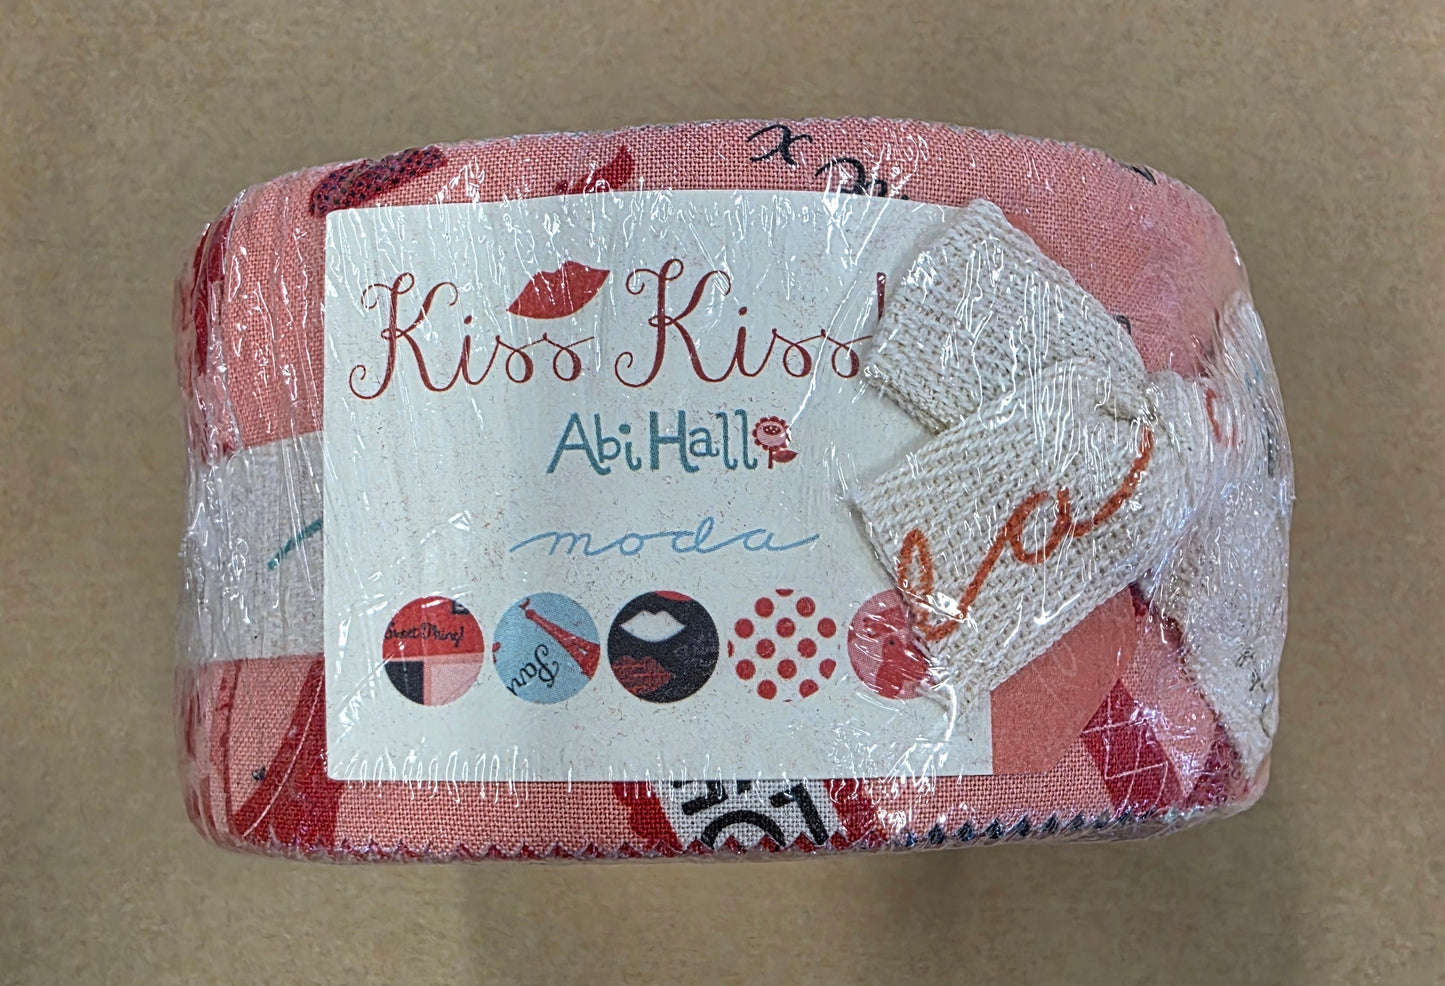 Kiss Kiss!
Abi Hall
moda
Sweet Thing!